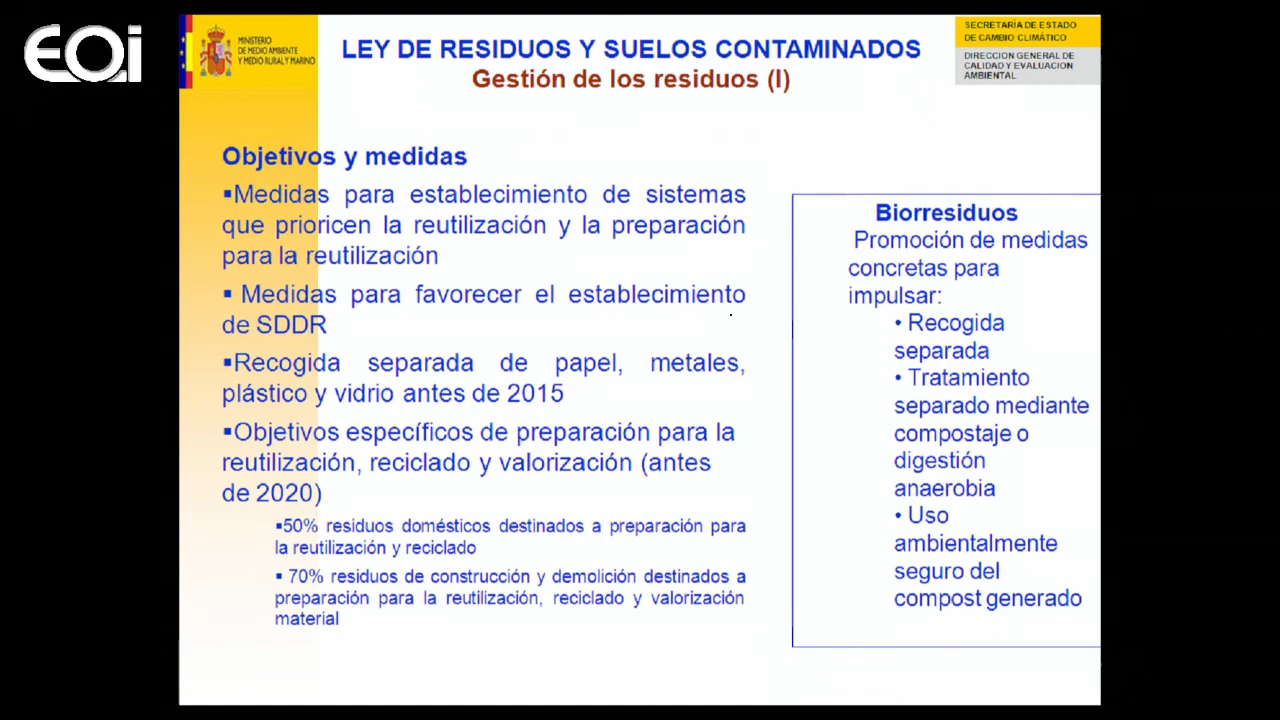 EOi
MINISTERIO
DE MEDIO AMBIENTE
Y MEDIO RURAL Y MARINO
LEY DE RESIDUOS Y SUELOS CONTAMINADOS
Gestión de los residuos (I)
SECRETARÍA DE ESTADO
DE CAMBIO CLIMÁTICO
DIRECCION GENERAL DE
CALIDAD Y EVALUACION
AMBIENTAL
Objetivos y medidas
▪Medidas para establecimiento de sistemas
que prioricen la reutilización y la preparación
para la reutilización
▪ Medidas para favorecer el establecimiento
de SDDR
▪Recogida separada de papel, metales,
plástico y vidrio antes de 2015
▪Objetivos específicos de preparación para la
reutilización, reciclado y valorización (antes
de 2020)
▪50% residuos domésticos destinados a preparación para
la reutilización y reciclado
▪ 70% residuos de construcción y demolición destinados a
preparación para la reutilización, reciclado y valorización
material
Biorresiduos
Promoción de medidas
concretas para
impulsar:
• Recogida
separada
• Tratamiento
separado mediante
compostaje o
digestión
anaerobia
• Uso
ambientalmente
seguro del
compost generado